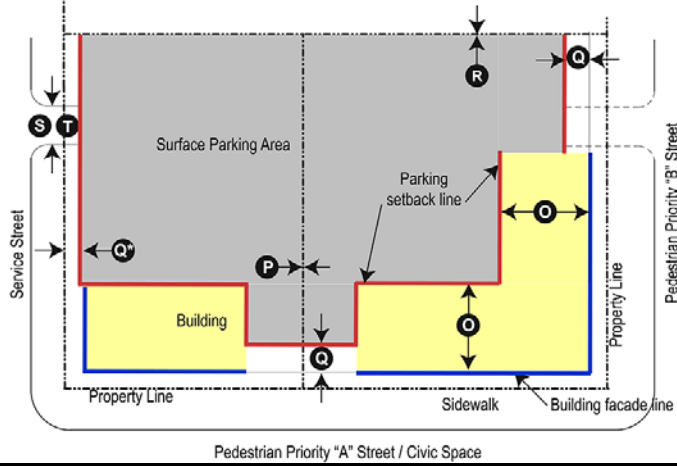 R
Q
S T
Surface Parking Area
Parking
setback line
O
Q*
P
Service Street
Pedestrian Priority "B" Street
Property Line
Building
O
Q
Property Line
Sidewalk
Building facade line
Pedestrian Priority "A" Street / Civic Space